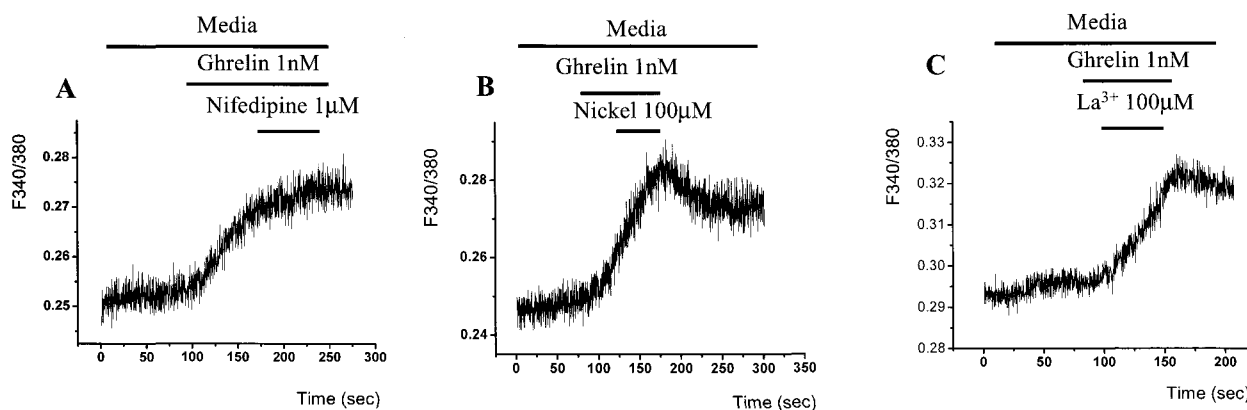 A
Media
Ghrelin 1nM
Nifedipine 1μM
F340/380
0.28
0.27
0.26
0.25
0 50 100 150 200 250 300
Time (sec)
B
Media
Ghrelin 1nM
Nickel 100μM
F340/380
0.28
0.26
0.24
0 50 100 150 200 250 300 350
Time (sec)
C
Media
Ghrelin 1nM
La³⁺ 100μM
F340/380
0.33
0.32
0.31
0.30
0.29
0.28
0 50 100 150 200
Time (sec)